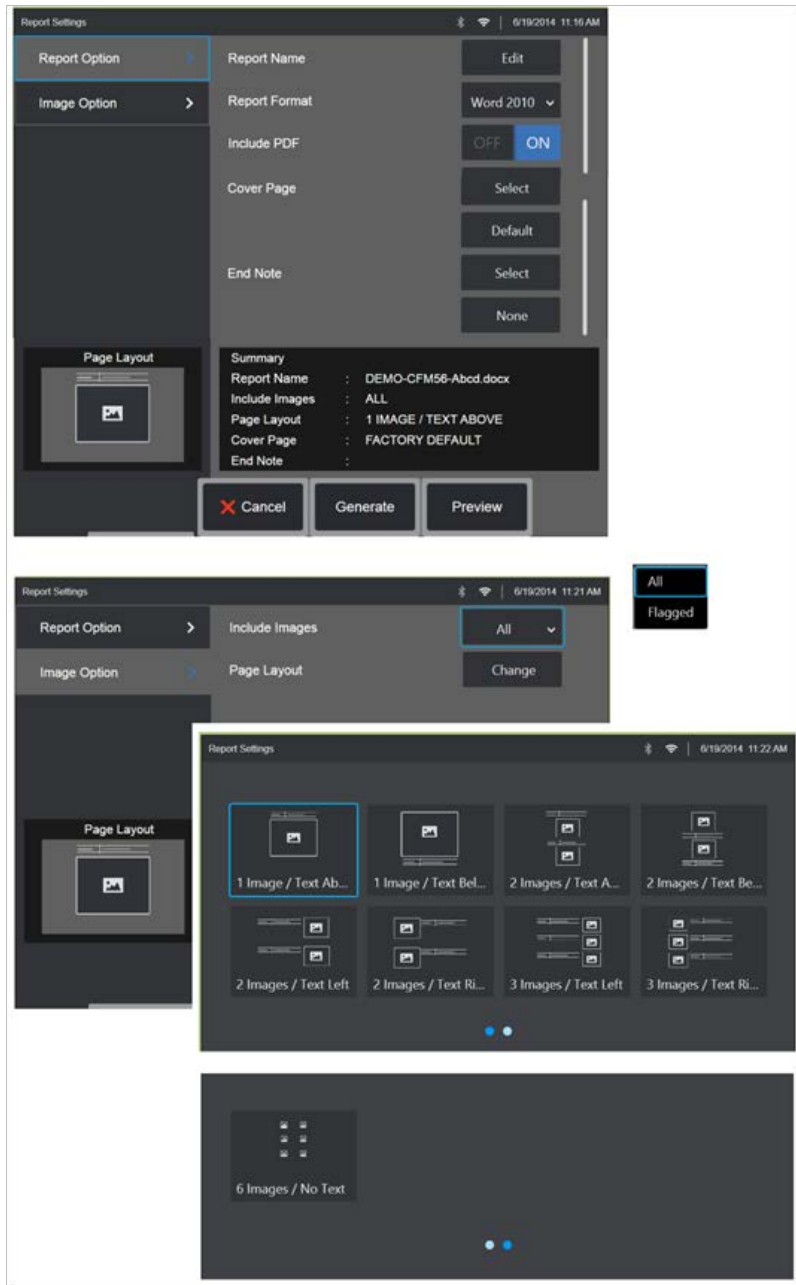 Report Settings 6/19/2014 11:16 AM
Report Option
Image Option
Report Name Edit
Report Format Word 2010
Include PDF OFF ON
Cover Page Select
Default
End Note Select
None
Page Layout
Summary
Report Name : DEMO-CFM56-Abcd.docx
Include Images : ALL
Page Layout : 1 IMAGE / TEXT ABOVE
Cover Page : FACTORY DEFAULT
End Note :
Cancel Generate Preview
Report Settings 6/19/2014 11:21 AM
Report Option
Image Option
Include Images All
Page Layout Change
All
Flagged
Page Layout
Report Settings 6/19/2014 11:22 AM
1 Image / Text Ab... 1 Image / Text Bel... 2 Images / Text A... 2 Images / Text Be...
2 Images / Text Left 2 Images / Text Ri... 3 Images / Text Left 3 Images / Text Ri...
6 Images / No Text